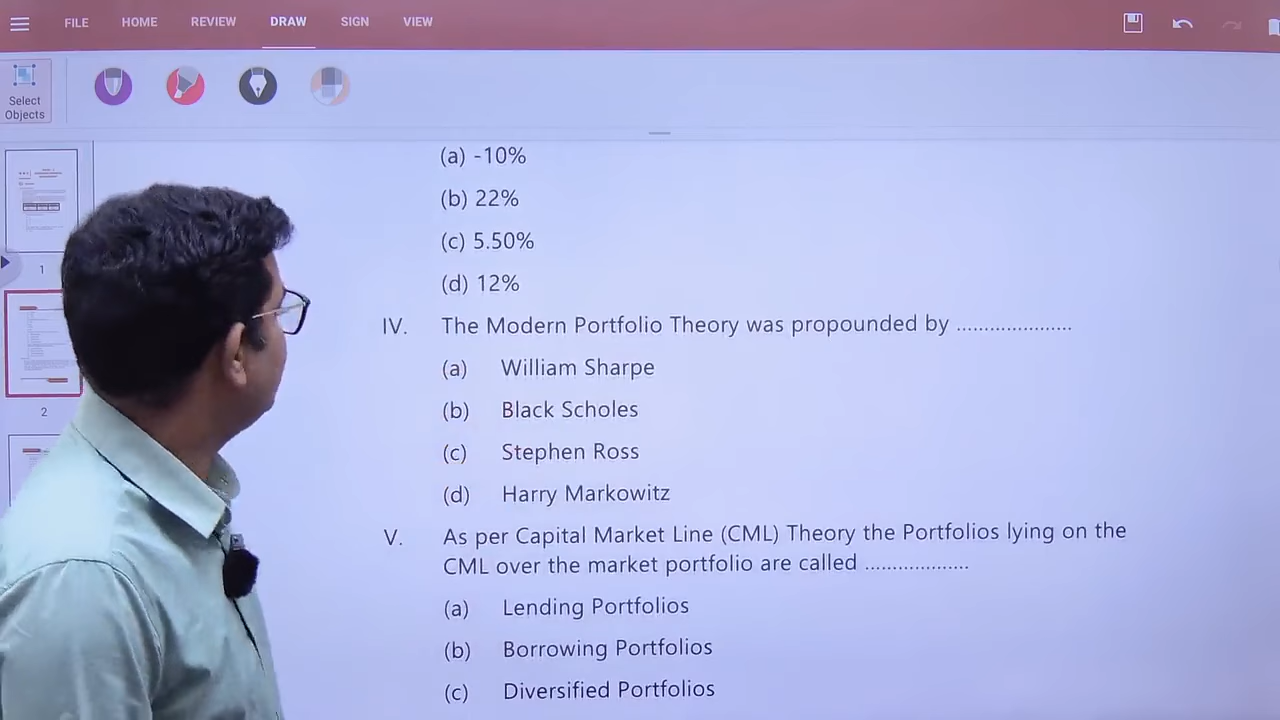 FILE HOME REVIEW DRAW SIGN VIEW
Select
Objects
(a) -10%
(b) 22%
(c) 5.50%
(d) 12%
IV. The Modern Portfolio Theory was propounded by .....................
(a) William Sharpe
(b) Black Scholes
(c) Stephen Ross
(d) Harry Markowitz
V. As per Capital Market Line (CML) Theory the Portfolios lying on the
CML over the market portfolio are called ...................
(a) Lending Portfolios
(b) Borrowing Portfolios
(c) Diversified Portfolios
1
2